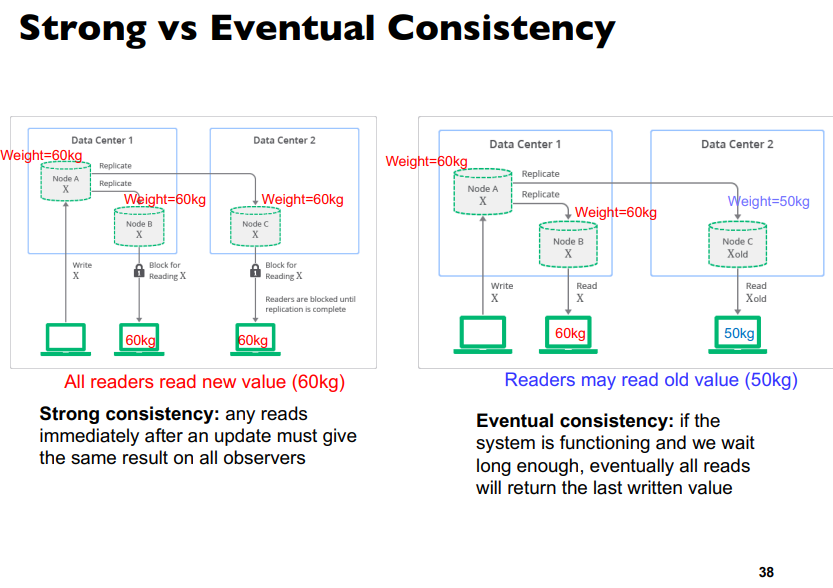 Strong vs Eventual Consistency
Data Center 1
Data Center 2
Weight=60kg
Replicate
Node A
X
Replicate
Weight=60kg
Weight=60kg
Node B
X
Node C
X
Write
X
Block for
Reading X
Block for
Reading X
Readers are blocked until
replication is complete
60kg
60kg
All readers read new value (60kg)
Strong consistency: any reads
immediately after an update must give
the same result on all observers
Data Center 1
Data Center 2
Weight=60kg
Replicate
Node A
X
Replicate
Weight=50kg
Weight=60kg
Node B
X
Node C
Xold
Write
X
Read
X
Read
Xold
60kg
50kg
Readers may read old value (50kg)
Eventual consistency: if the
system is functioning and we wait
long enough, eventually all reads
will return the last written value
38